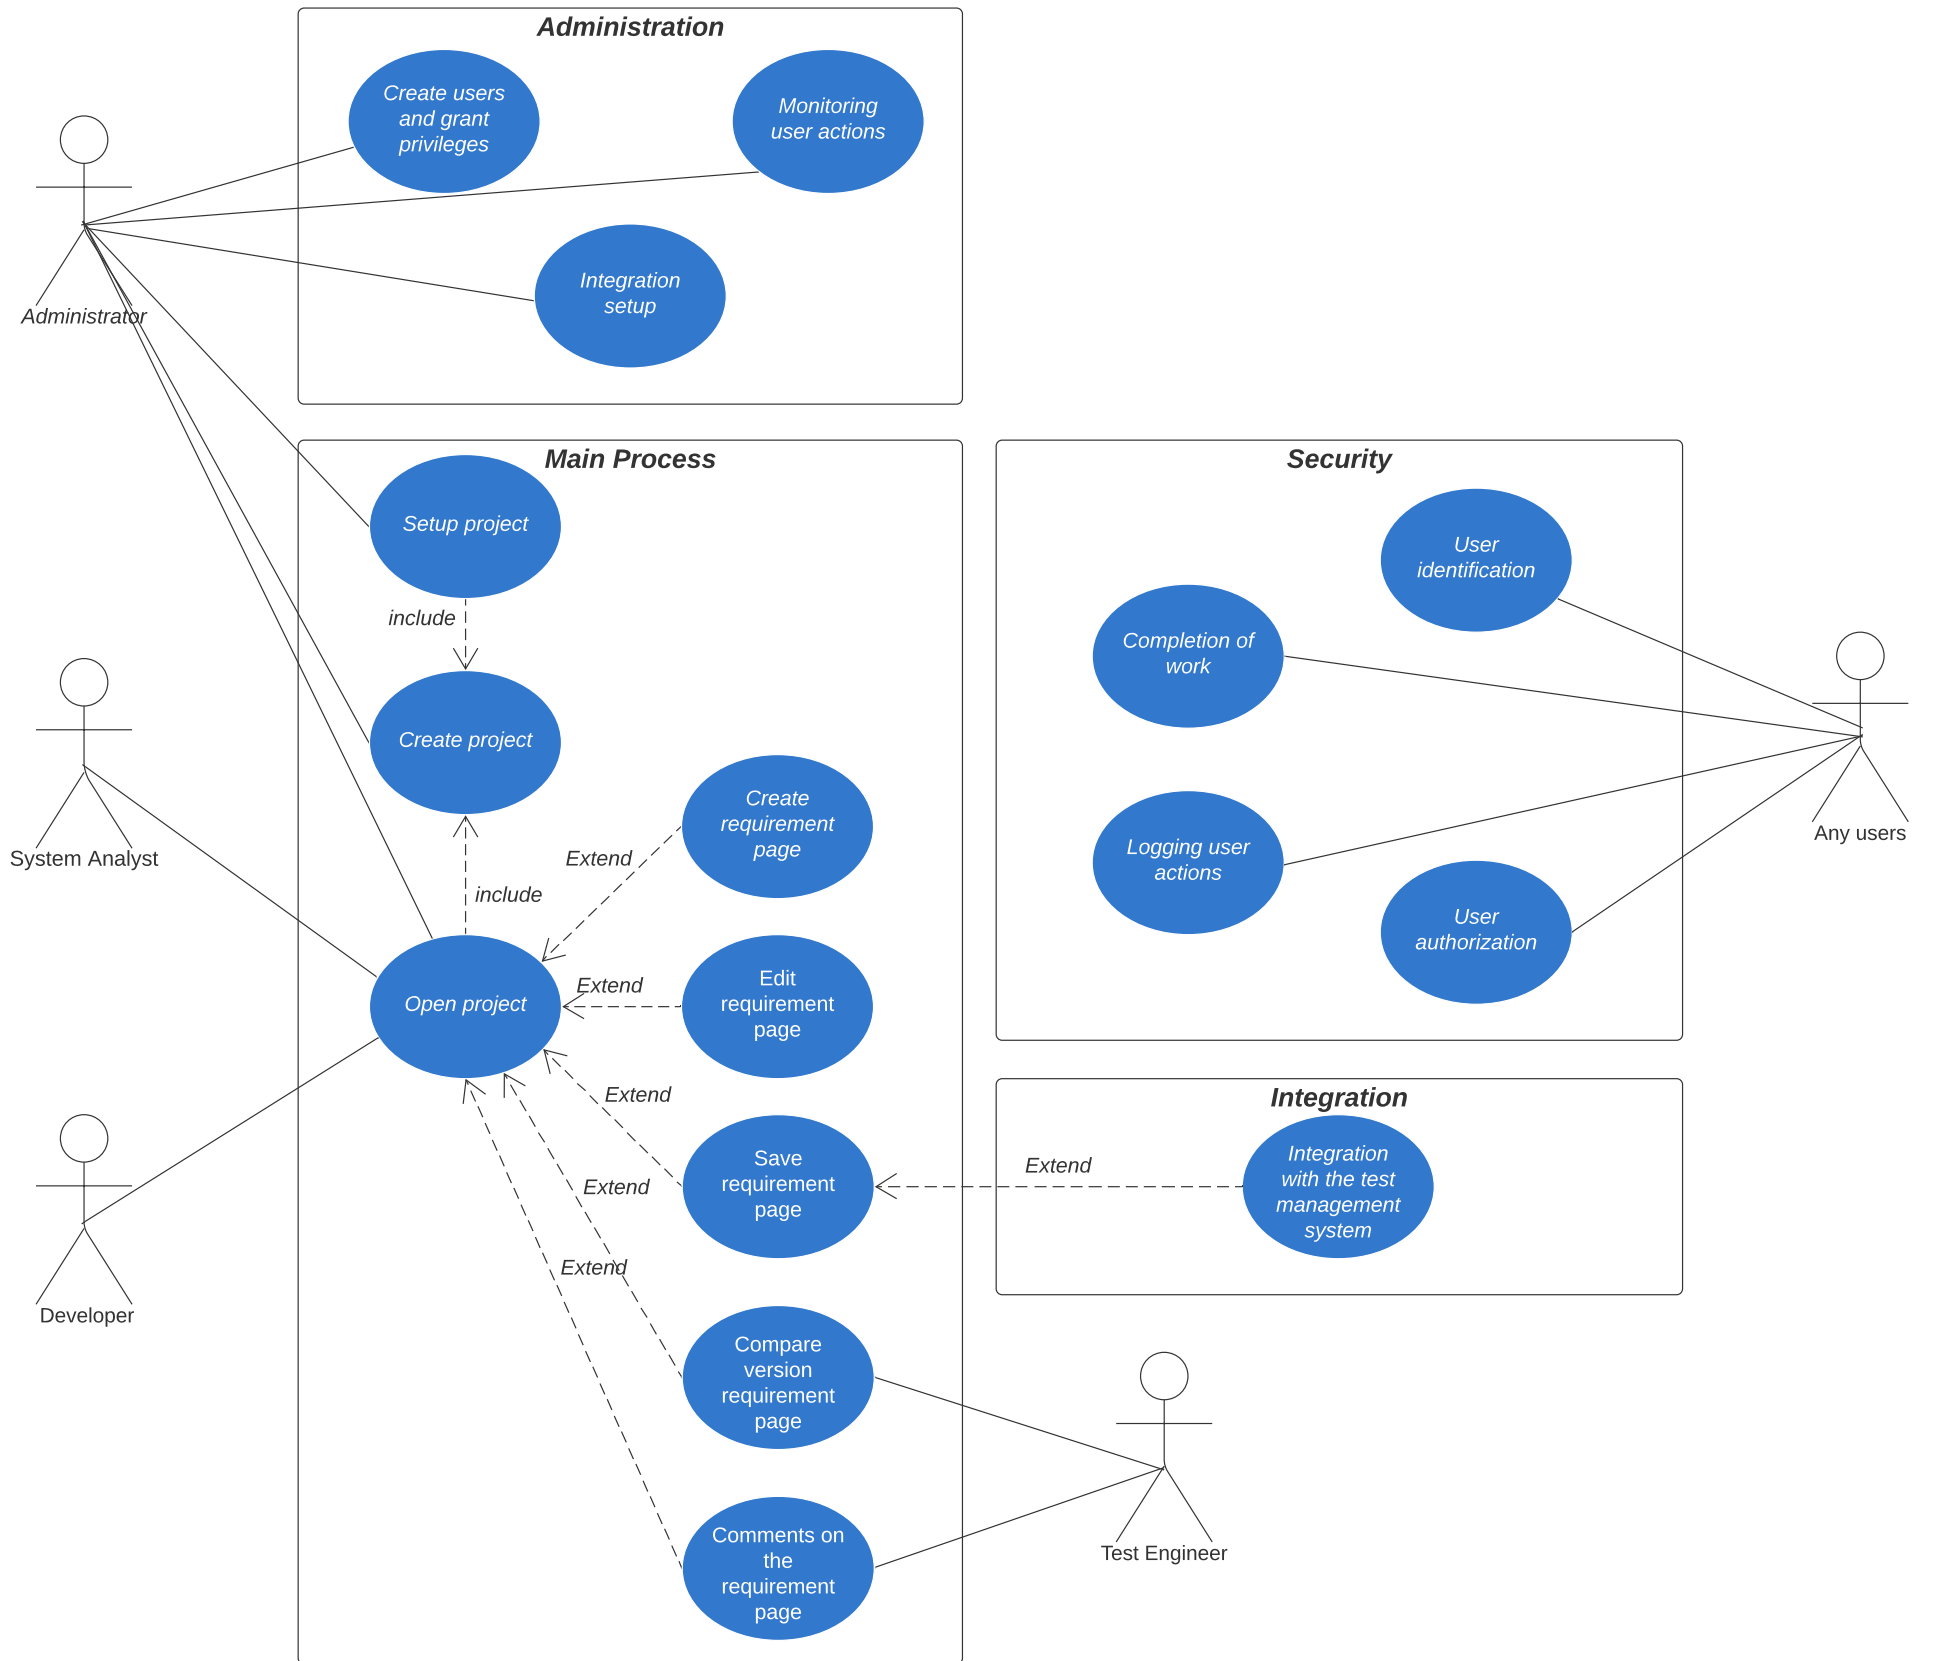 Administration
Create users
and grant
privileges
Monitoring
user actions
Integration
setup
Administrator
Main Process
Setup project
include
Create project
include
Create
requirement
page
Extend
Open project
Extend
Edit
requirement
page
Extend
Save
requirement
page
Extend
Extend
Compare
version
requirement
page
Comments on
the
requirement
page
System Analyst
Developer
Security
User
identification
Completion of
work
Logging user
actions
User
authorization
Any users
Integration
Extend
Integration
with the test
management
system
Test Engineer